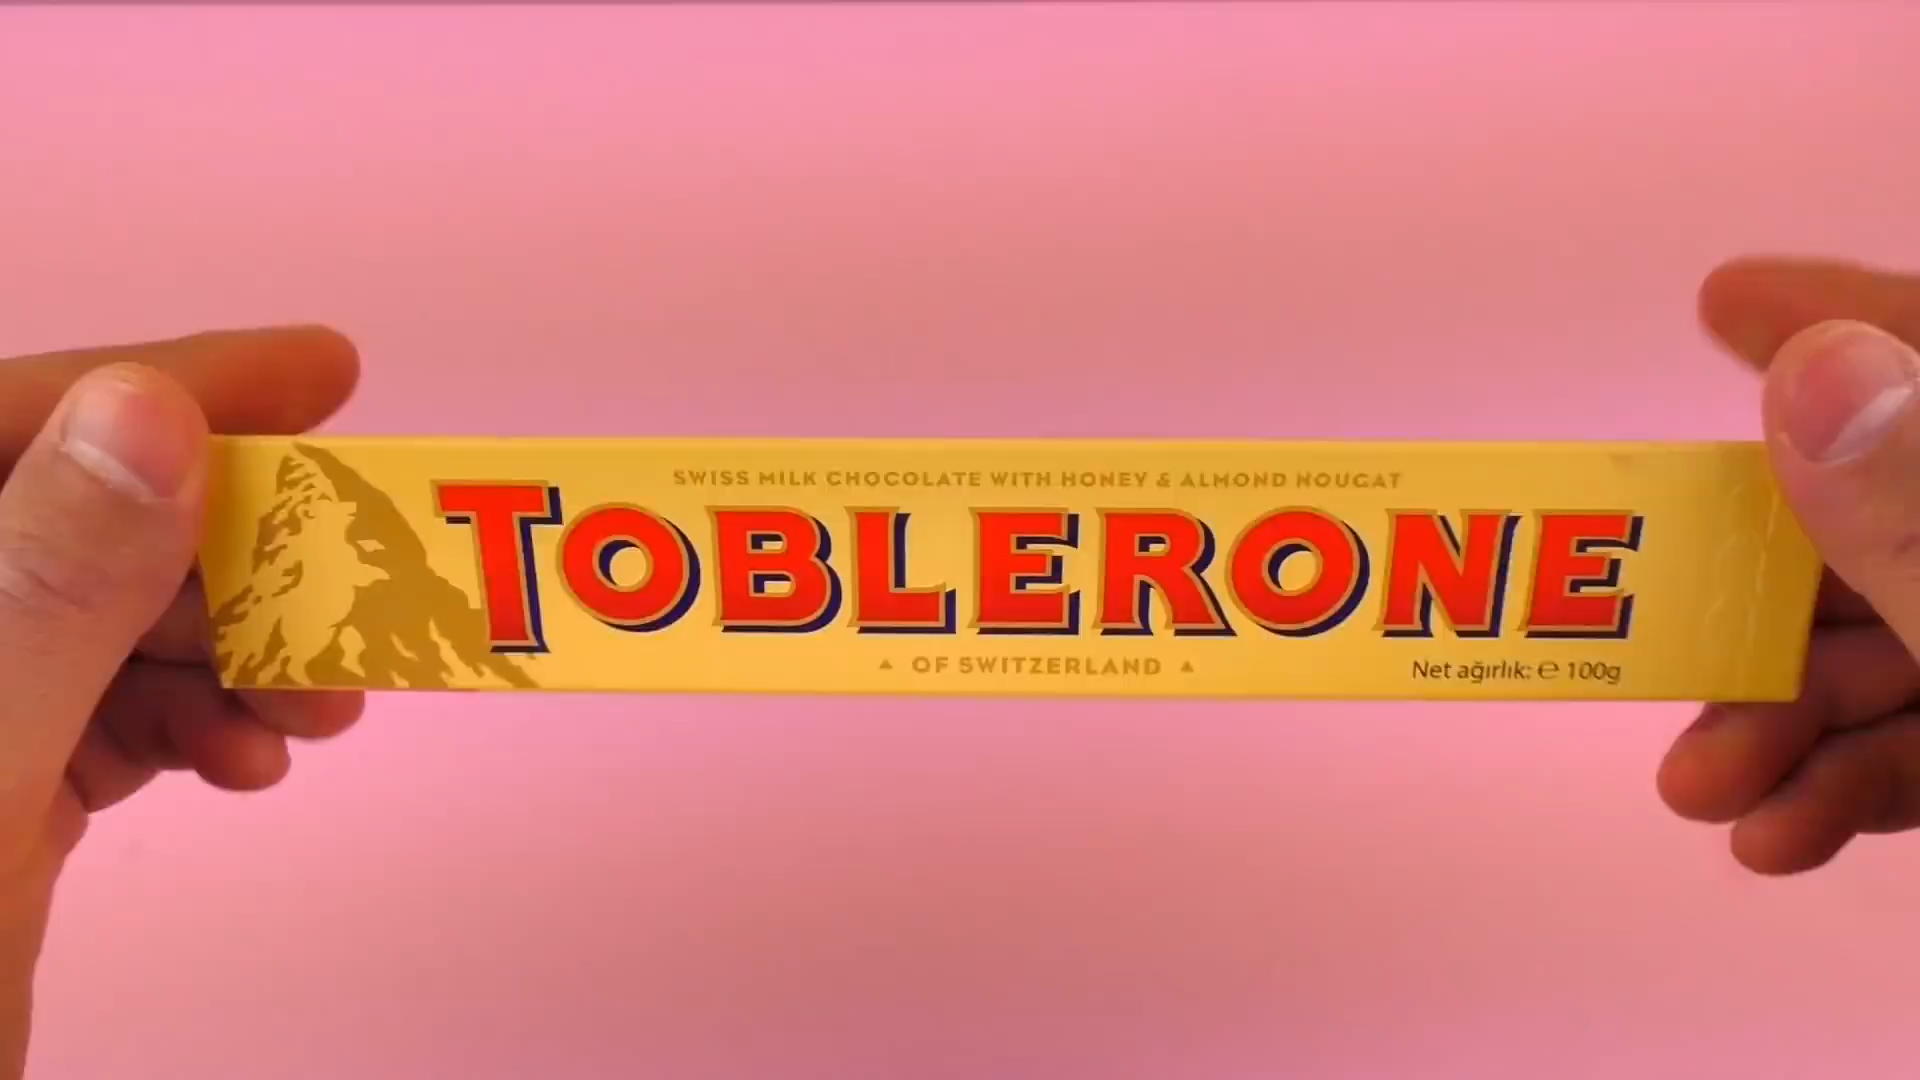 SWISS MILK CHOCOLATE WITH HONEY & ALMOND NOUGAT
TOBLERONE
▲ OF SWITZERLAND ▲
Net ağırlık: ℮ 100g